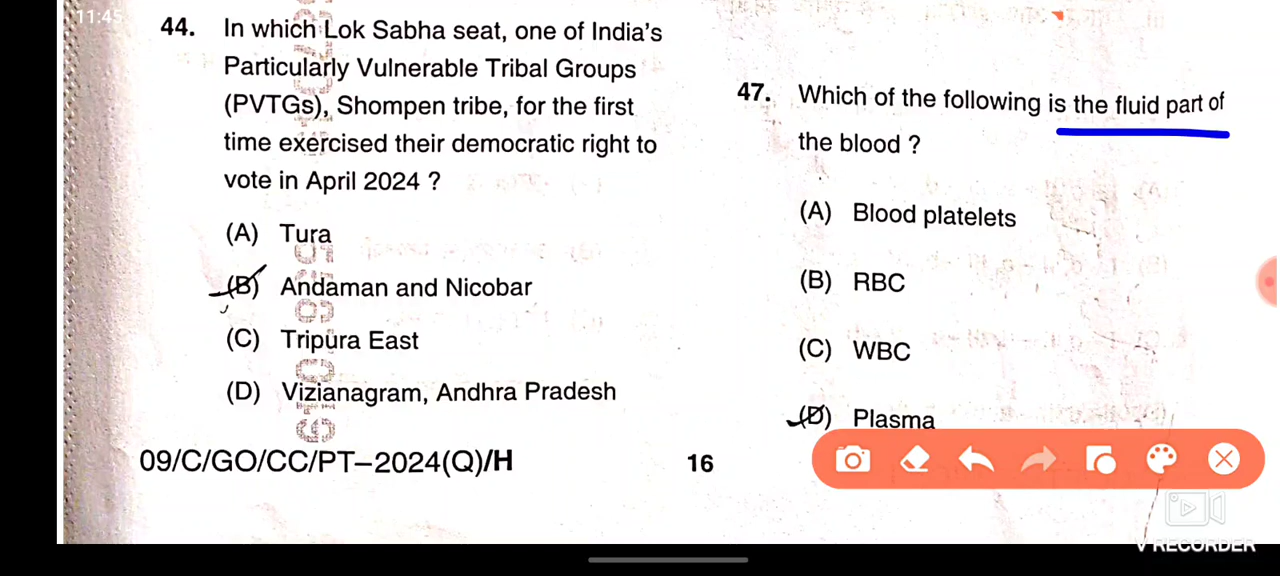 11:45
44. In which Lok Sabha seat, one of India's
Particularly Vulnerable Tribal Groups
(PVTGs), Shompen tribe, for the first
time exercised their democratic right to
vote in April 2024 ?
(A) Tura
(B) Andaman and Nicobar
(C) Tripura East
(D) Vizianagram, Andhra Pradesh
09/C/GO/CC/PT–2024(Q)/H
16
47. Which of the following is the fluid part of
the blood ?
(A) Blood platelets
(B) RBC
(C) WBC
(D) Plasma
V RECORDER